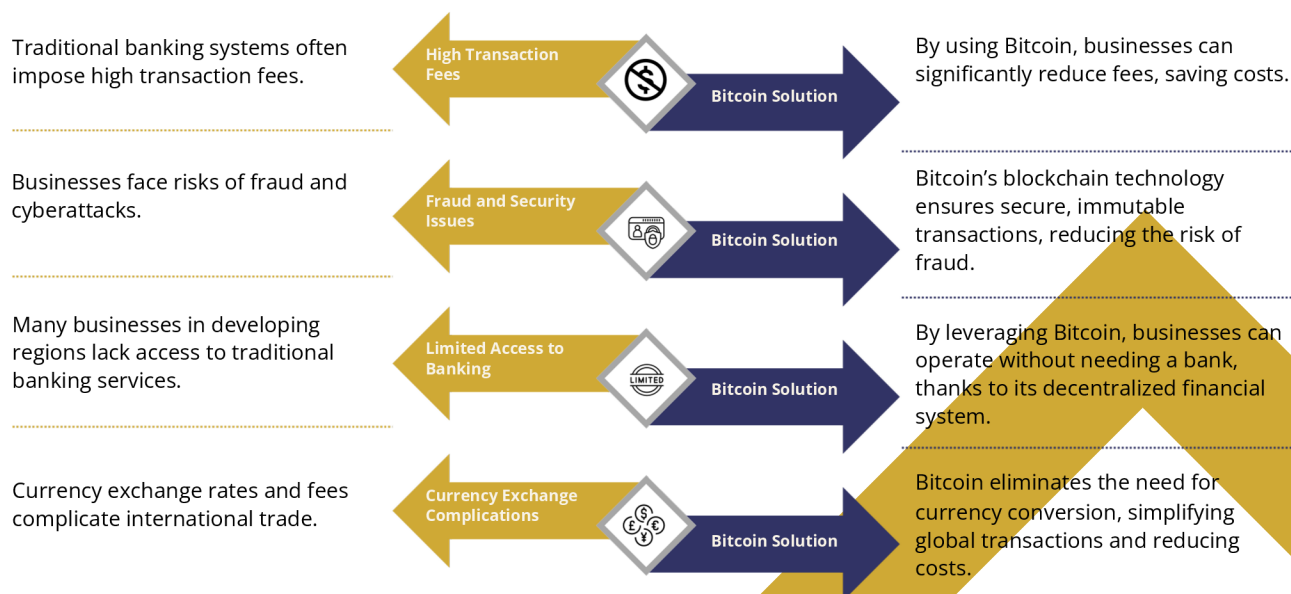 Traditional banking systems often
impose high transaction fees.
High Transaction
Fees
Bitcoin Solution
By using Bitcoin, businesses can
significantly reduce fees, saving costs.
Businesses face risks of fraud and
cyberattacks.
Fraud and Security
Issues
Bitcoin Solution
Bitcoin’s blockchain technology
ensures secure, immutable
transactions, reducing the risk of
fraud.
Many businesses in developing
regions lack access to traditional
banking services.
Limited Access to
Banking
LIMITED
Bitcoin Solution
By leveraging Bitcoin, businesses can
operate without needing a bank,
thanks to its decentralized financial
system.
Currency exchange rates and fees
complicate international trade.
Currency Exchange
Complications
Bitcoin Solution
Bitcoin eliminates the need for
currency conversion, simplifying
global transactions and reducing
costs.